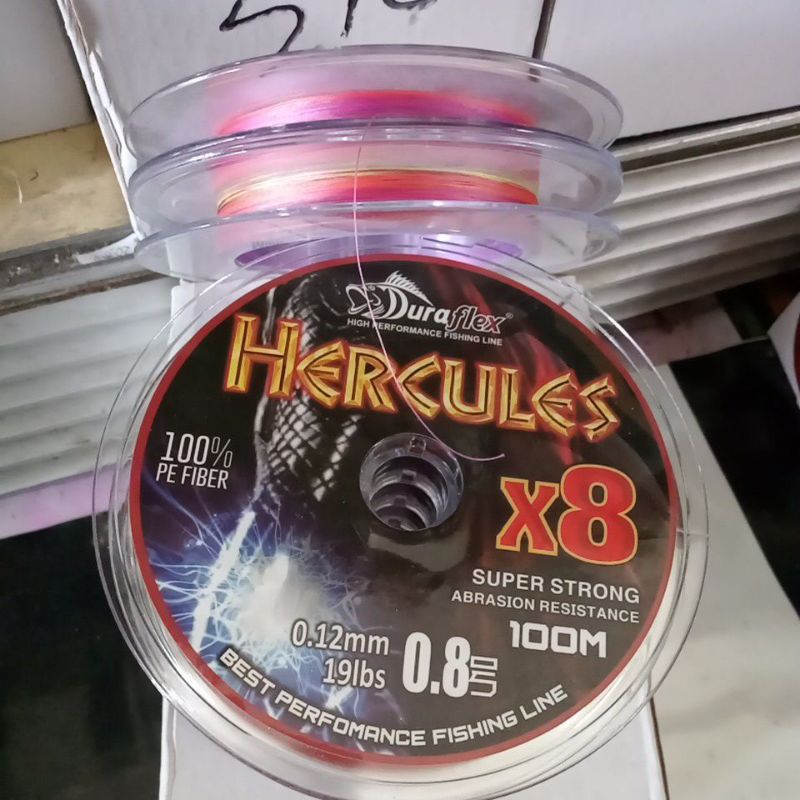 Duraflex®
HIGH PERFORMANCE FISHING LINE
HERCULES
100%
PE FIBER
X8
SUPER STRONG
ABRASION RESISTANCE
100M
0.12mm
19lbs
0.8
BEST PERFOMANCE FISHING LINE